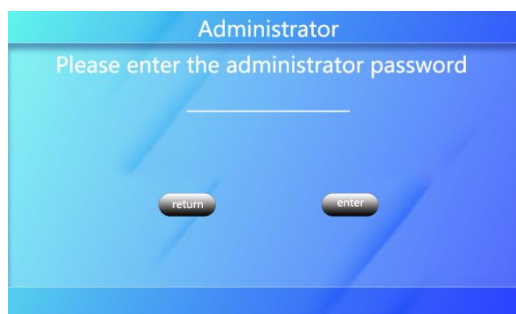 Administrator
Please enter the administrator password
return
enter